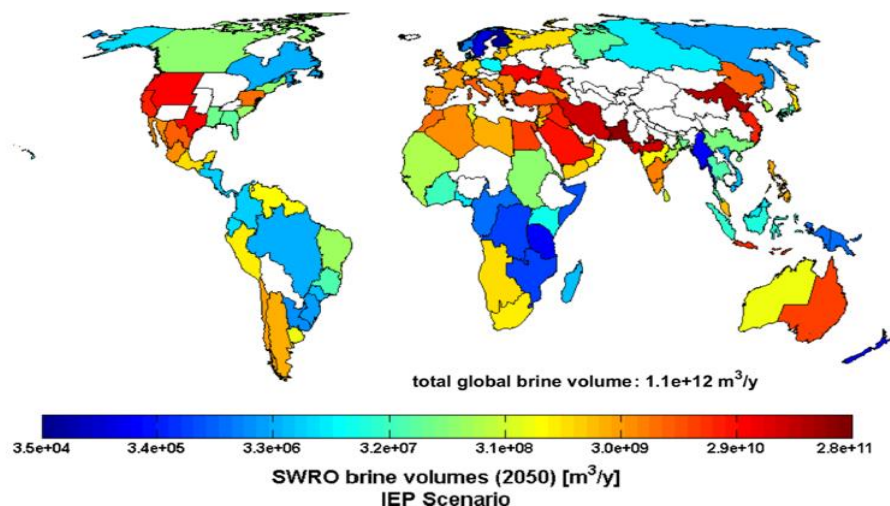 total global brine volume: 1.1e+12 m³/y
3.5e+04 3.4e+05 3.3e+06 3.2e+07 3.1e+08 3.0e+09 2.9e+10 2.8e+11
SWRO brine volumes (2050) [m³/y]
IEP Scenario